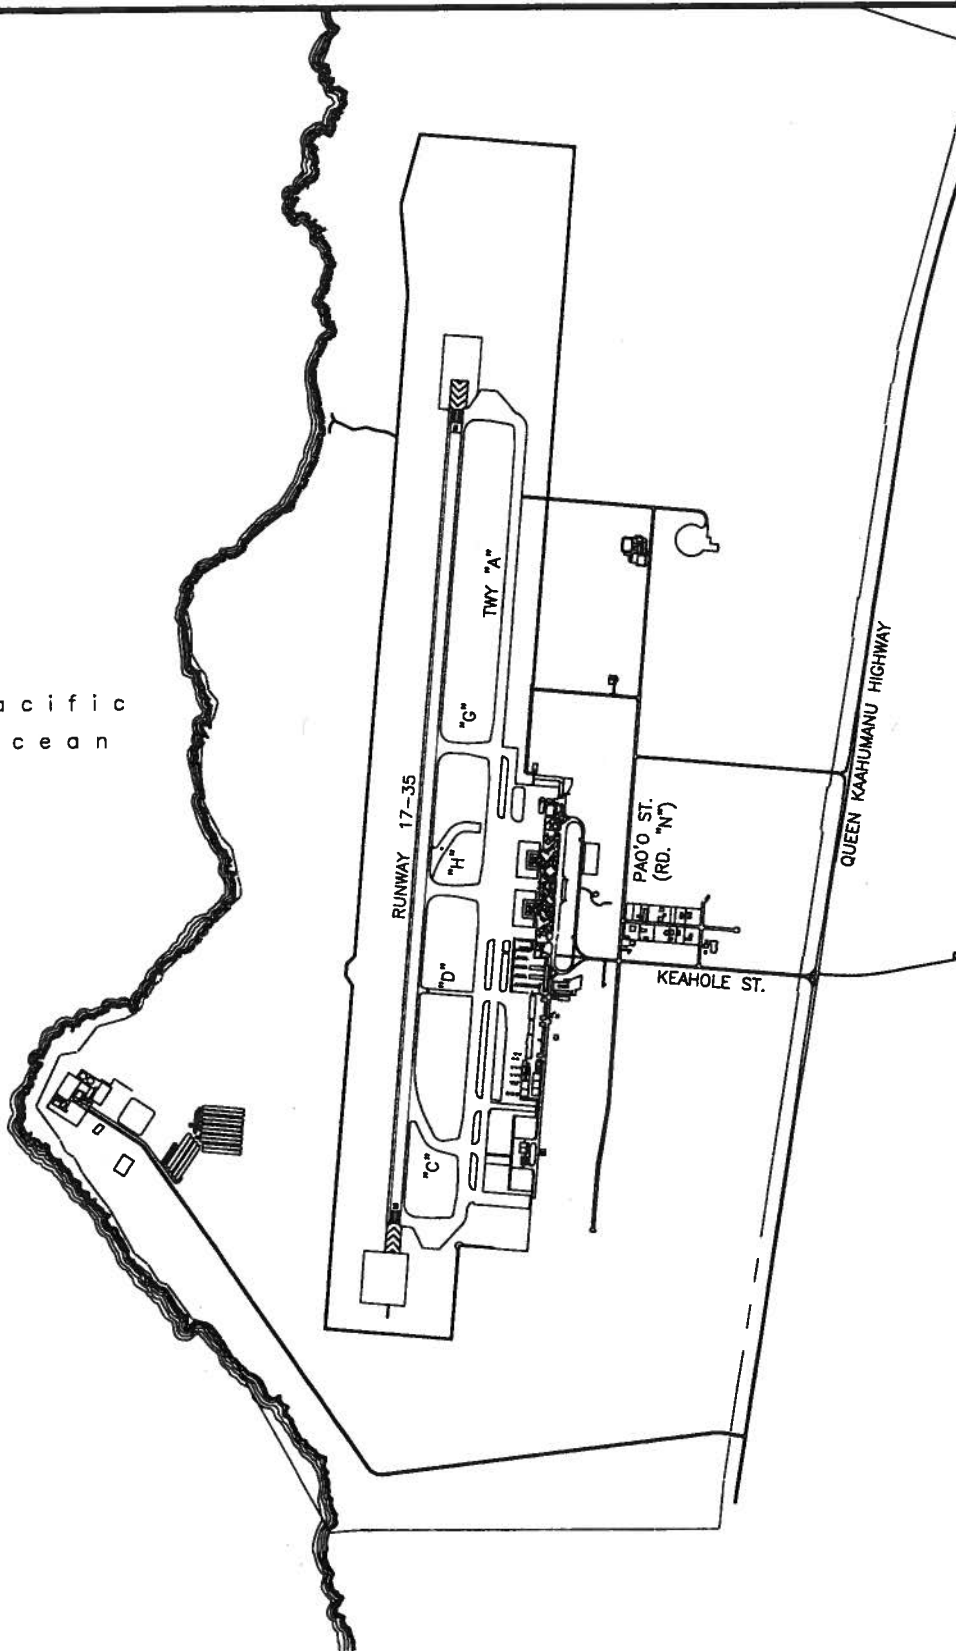 acific
cean
TWY "A"
"G"
QUEEN KAAHUMANU HIGHWAY
RUNWAY 17-35
PAO'O ST.
(RD. "N")
"H"
"D"
KEAHOLE ST.
"C"